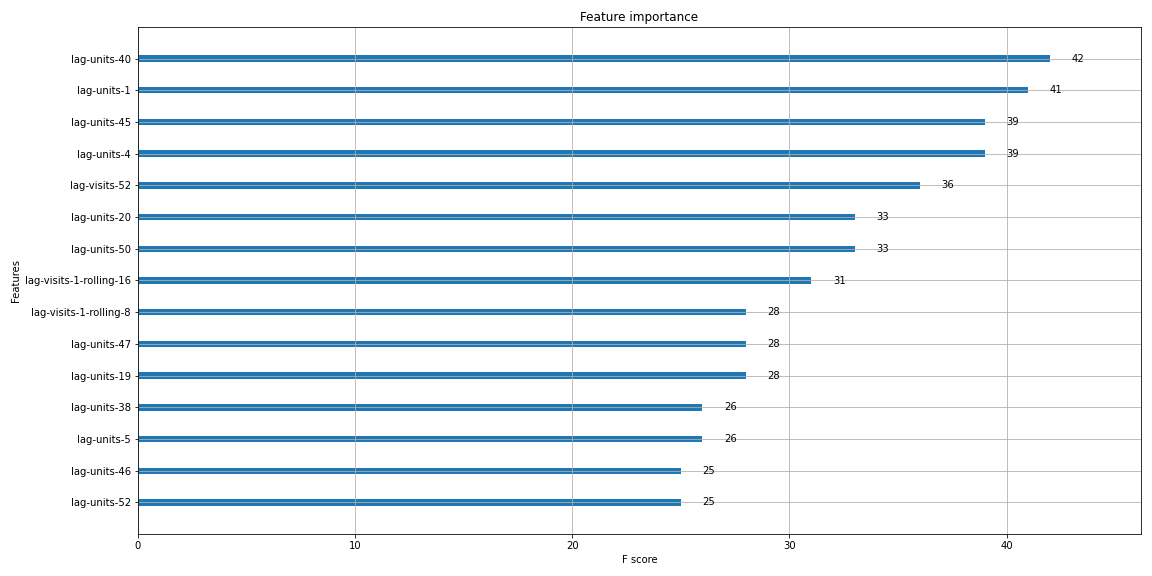 Feature importance
Features
lag-units-40 42
lag-units-1 41
lag-units-45 39
lag-units-4 39
lag-visits-52 36
lag-units-20 33
lag-units-50 33
lag-visits-1-rolling-16 31
lag-visits-1-rolling-8 28
lag-units-47 28
lag-units-19 28
lag-units-38 26
lag-units-5 26
lag-units-46 25
lag-units-52 25
0 10 20 30 40
F score